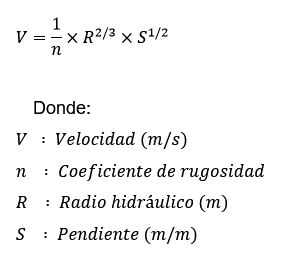 V = 1/n × R^{2/3} × S^{1/2}
Donde:
V : Velocidad (m/s)
n : Coeficiente de rugosidad
R : Radio hidráulico (m)
S : Pendiente (m/m)